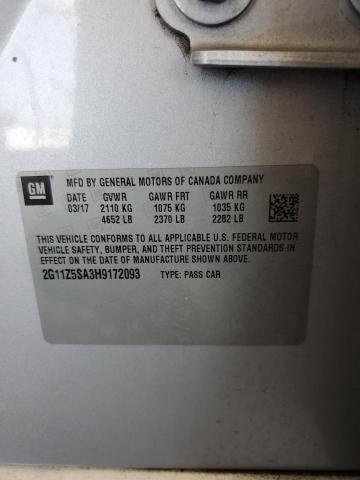 GM
MFD BY GENERAL MOTORS OF CANADA COMPANY
DATE GVWR GAWR FRT GAWR RR
03/17 2110 KG 1075 KG 1035 KG
4652 LB 2370 LB 2282 LB
THIS VEHICLE CONFORMS TO ALL APPLICABLE U.S. FEDERAL MOTOR
VEHICLE SAFETY, BUMPER, AND THEFT PREVENTION STANDARDS IN
EFFECT ON THE DATE OF MANUFACTURE SHOWN ABOVE.
2G11Z5SA3H9172093 TYPE: PASS CAR